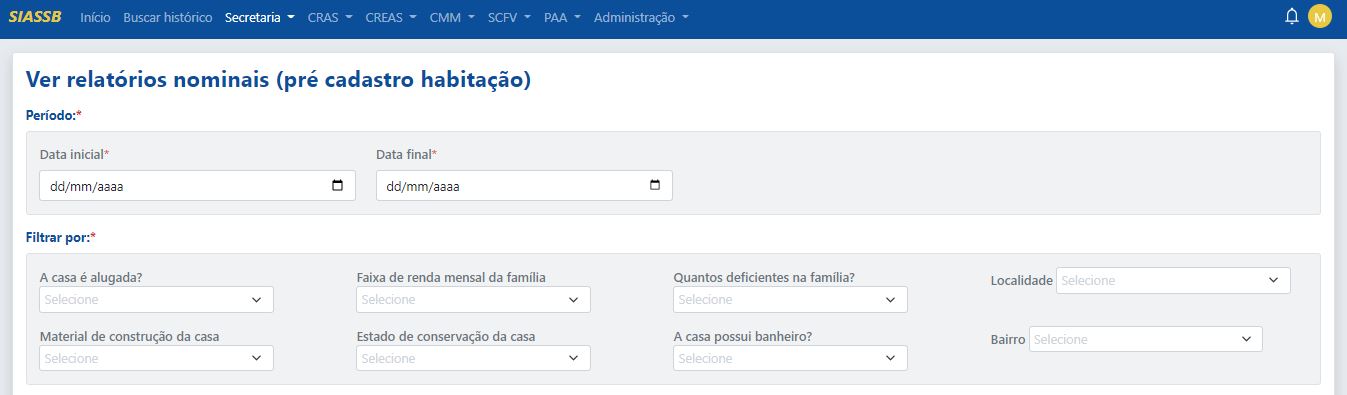 SIASSB Início Buscar histórico Secretaria CRAS CREAS CMM SCFV PAA Administração M
Ver relatórios nominais (pré cadastro habitação)
Período:*
Data inicial* Data final*
dd/mm/aaaa dd/mm/aaaa
Filtrar por:*
A casa é alugada? Faixa de renda mensal da família Quantos deficientes na família? Localidade Selecione
Selecione Selecione Selecione
Material de construção da casa Estado de conservação da casa A casa possui banheiro? Bairro Selecione
Selecione Selecione Selecione